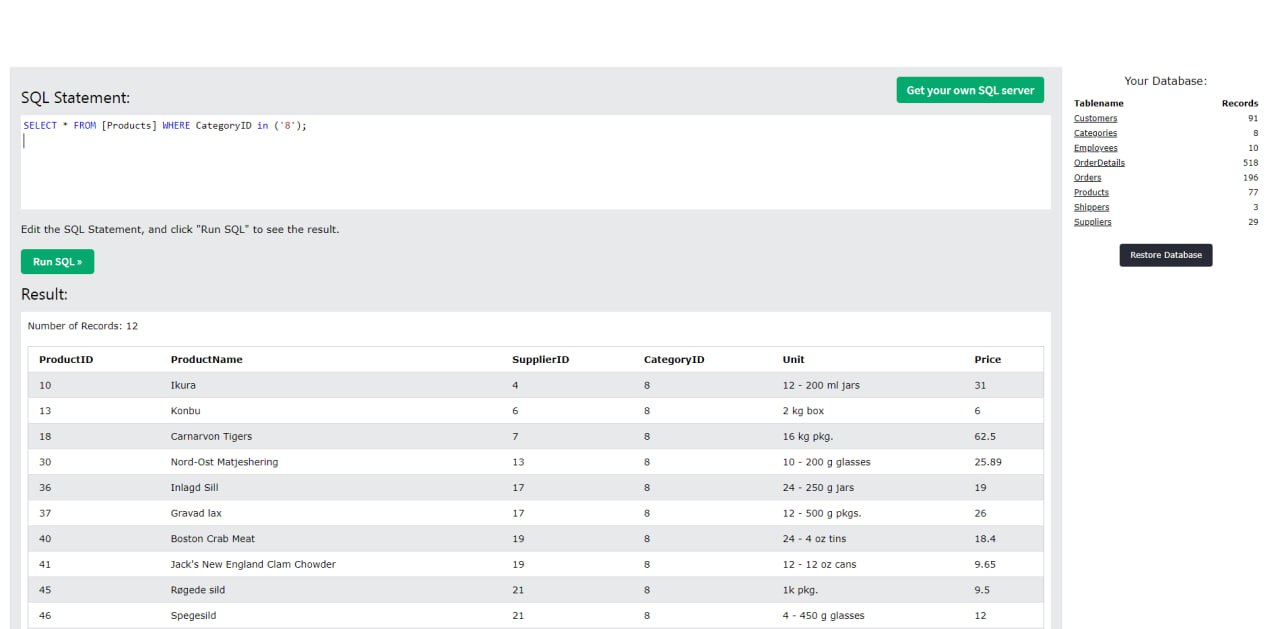 Get your own SQL server
SQL Statement:
SELECT * FROM [Products] WHERE CategoryID in ('8');
Edit the SQL Statement, and click "Run SQL" to see the result.
Run SQL »
Result:
Number of Records: 12
ProductID ProductName SupplierID CategoryID Unit Price
10 Ikura 4 8 12 - 200 ml jars 31
13 Konbu 6 8 2 kg box 6
18 Carnarvon Tigers 7 8 16 kg pkg. 62.5
30 Nord-Ost Matjeshering 13 8 10 - 200 g glasses 25.89
36 Inlagd Sill 17 8 24 - 250 g jars 19
37 Gravad lax 17 8 12 - 500 g pkgs. 26
40 Boston Crab Meat 19 8 24 - 4 oz tins 18.4
41 Jack's New England Clam Chowder 19 8 12 - 12 oz cans 9.65
45 Røgede sild 21 8 1k pkg. 9.5
46 Spegesild 21 8 4 - 450 g glasses 12
Your Database:
Tablename Records
Customers 91
Categories 8
Employees 10
OrderDetails 518
Orders 196
Products 77
Shippers 3
Suppliers 29
Restore Database